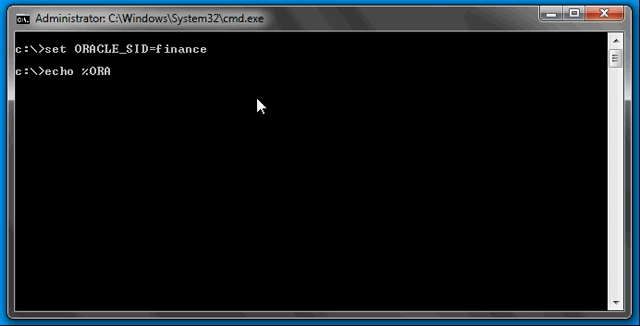 Administrator: C:\Windows\System32\cmd.exe
c:\>set ORACLE_SID=finance
c:\>echo %ORA